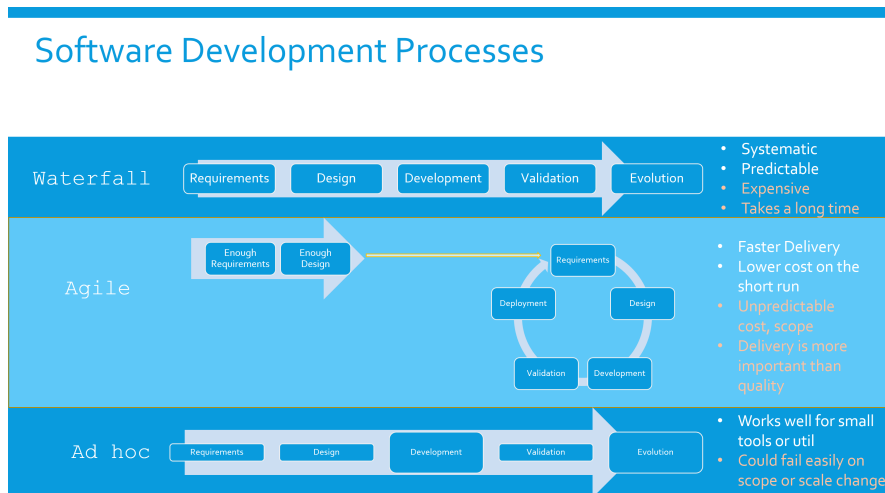 Software Development Processes
Waterfall
Requirements
Design
Development
Validation
Evolution
• Systematic
• Predictable
• Expensive
• Takes a long time
Agile
Enough
Requirements
Enough
Design
Requirements
Design
Development
Validation
Deployment
• Faster Delivery
• Lower cost on the
short run
• Unpredictable
cost, scope
• Delivery is more
important than
quality
Ad hoc
Requirements
Design
Development
Validation
Evolution
• Works well for small
tools or util
• Could fail easily on
scope or scale change